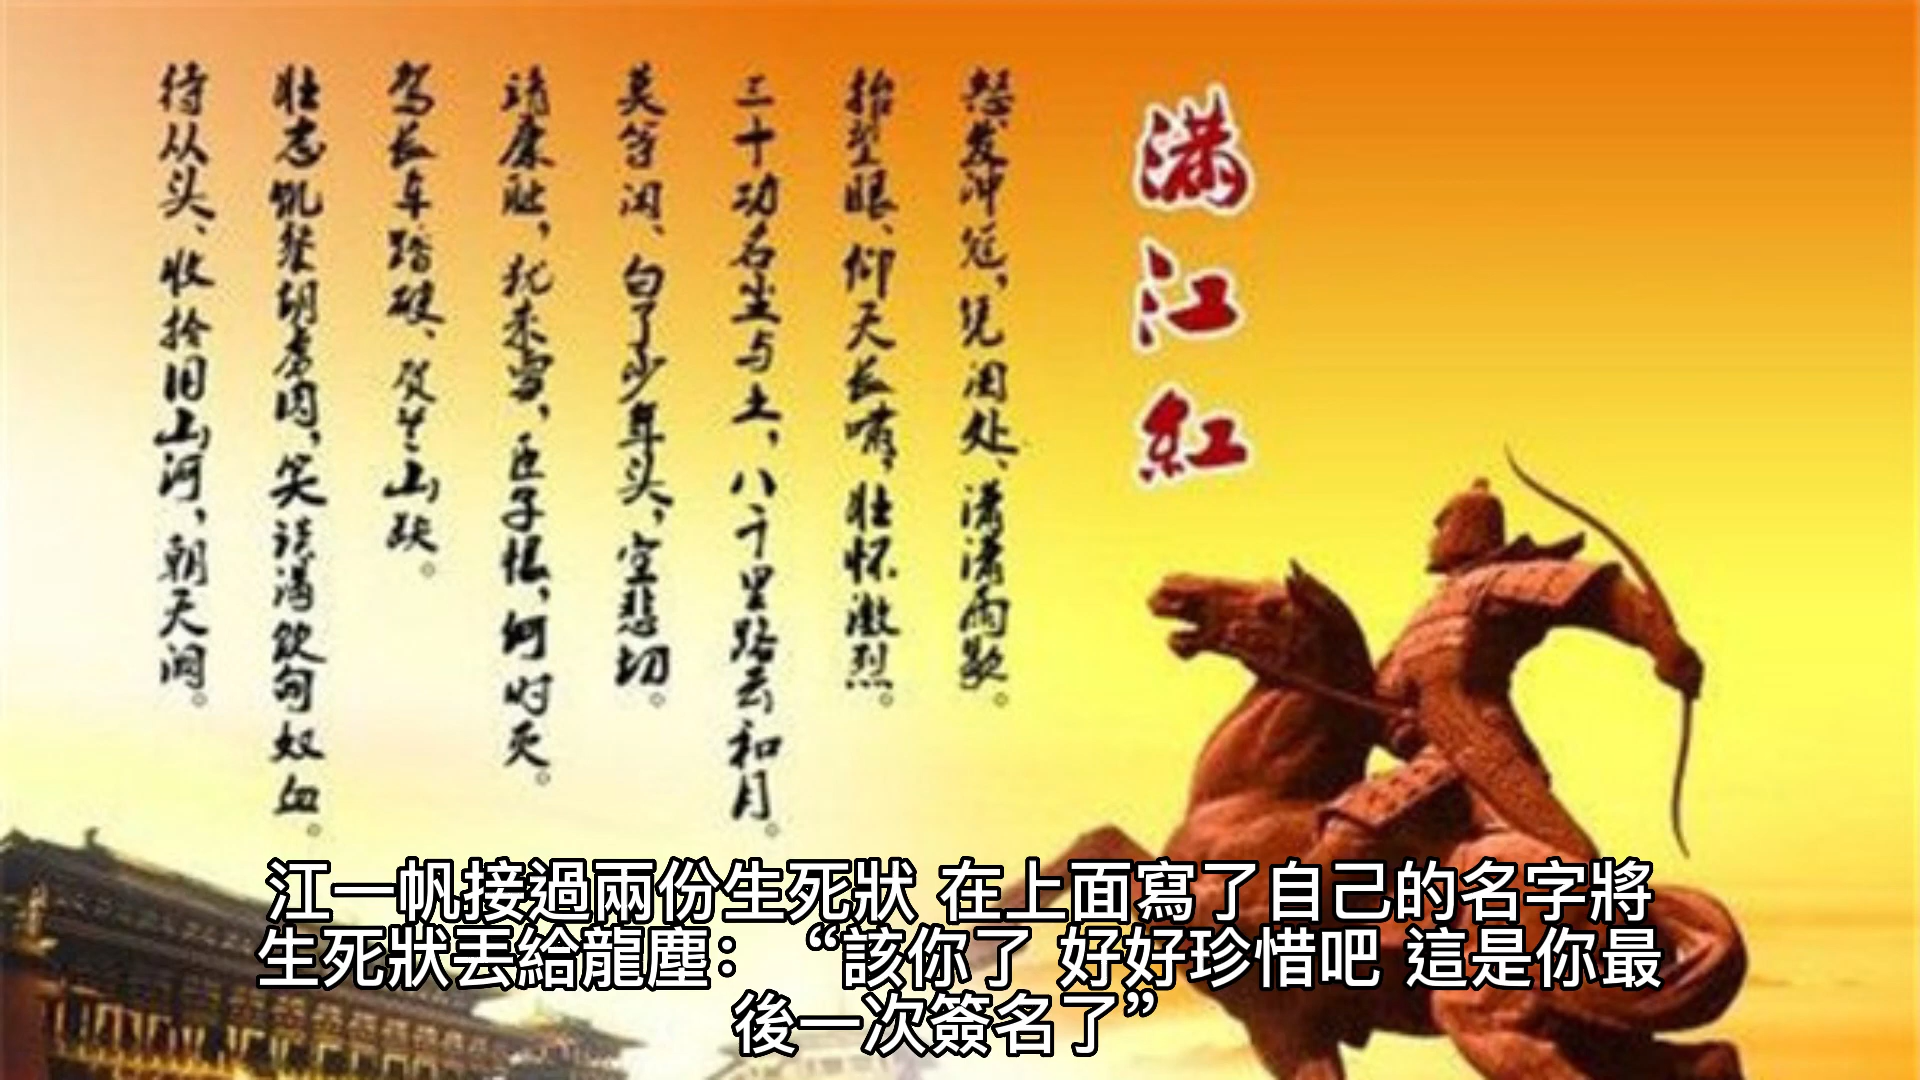 满江红
怒发冲冠，凭阑处、潇潇雨歇。
抬望眼、仰天长啸，壮怀激烈。
三十功名尘与土，八千里路云和月。
莫等闲、白了少年头，空悲切。
靖康耻，犹未雪，臣子恨，何时灭。
驾长车踏破、贺兰山缺。
壮志饥餐胡虏肉，笑谈渴饮匈奴血。
待从头、收拾旧山河，朝天阙。
江一帆接過兩份生死狀 在上面寫了自己的名字將
生死狀丟給龍塵：“該你了 好好珍惜吧 這是你最
後一次簽名了”